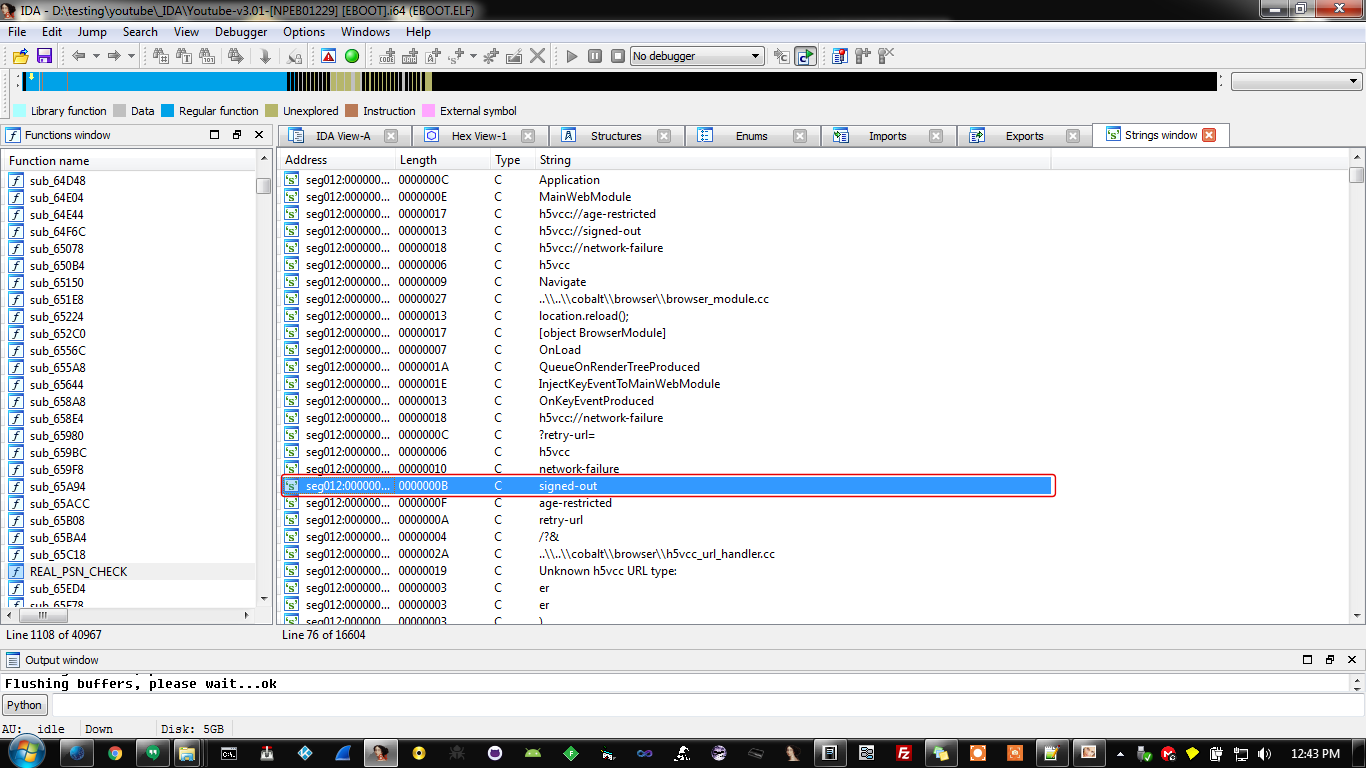 IDA - D:\testing\youtube\_IDA\Youtube-v3.01-[NPEB01229] [EBOOT].i64 (EBOOT.ELF)
File Edit Jump Search View Debugger Options Windows Help
No debugger
Library function Data Regular function Unexplored Instruction External symbol
Functions window
IDA View-A Hex View-1 Structures Enums Imports Exports Strings window
Function name
sub_64D48
sub_64E04
sub_64E44
sub_64F6C
sub_65078
sub_650B4
sub_65150
sub_651E8
sub_65224
sub_652C0
sub_6556C
sub_655A8
sub_65644
sub_658A8
sub_658E4
sub_65980
sub_659BC
sub_659F8
sub_65A94
sub_65ACC
sub_65B08
sub_65BA4
sub_65C18
REAL_PSN_CHECK
sub_65ED4
sub_65F78
Line 1108 of 40967
Address Length Type String
seg012:000000... 0000000C C Application
seg012:000000... 0000000E C MainWebModule
seg012:000000... 00000017 C h5vcc://age-restricted
seg012:000000... 00000013 C h5vcc://signed-out
seg012:000000... 00000018 C h5vcc://network-failure
seg012:000000... 00000006 C h5vcc
seg012:000000... 00000009 C Navigate
seg012:000000... 00000027 C ..\\..\\cobalt\\browser\\browser_module.cc
seg012:000000... 00000013 C location.reload();
seg012:000000... 00000017 C [object BrowserModule]
seg012:000000... 00000007 C OnLoad
seg012:000000... 0000001A C QueueOnRenderTreeProduced
seg012:000000... 0000001E C InjectKeyEventToMainWebModule
seg012:000000... 00000013 C OnKeyEventProduced
seg012:000000... 00000018 C h5vcc://network-failure
seg012:000000... 0000000C C ?retry-url=
seg012:000000... 00000006 C h5vcc
seg012:000000... 00000010 C network-failure
seg012:000000... 0000000B C signed-out
seg012:000000... 0000000F C age-restricted
seg012:000000... 0000000A C retry-url
seg012:000000... 00000004 C /?&
seg012:000000... 0000002A C ..\\..\\cobalt\\browser\\h5vcc_url_handler.cc
seg012:000000... 00000019 C Unknown h5vcc URL type:
seg012:000000... 00000003 C er
seg012:000000... 00000003 C er
seg012:000000... 00000003 C )
Line 76 of 16604
Output window
Flushing buffers, please wait...ok
Python
AU: idle Down Disk: 5GB
12:43 PM